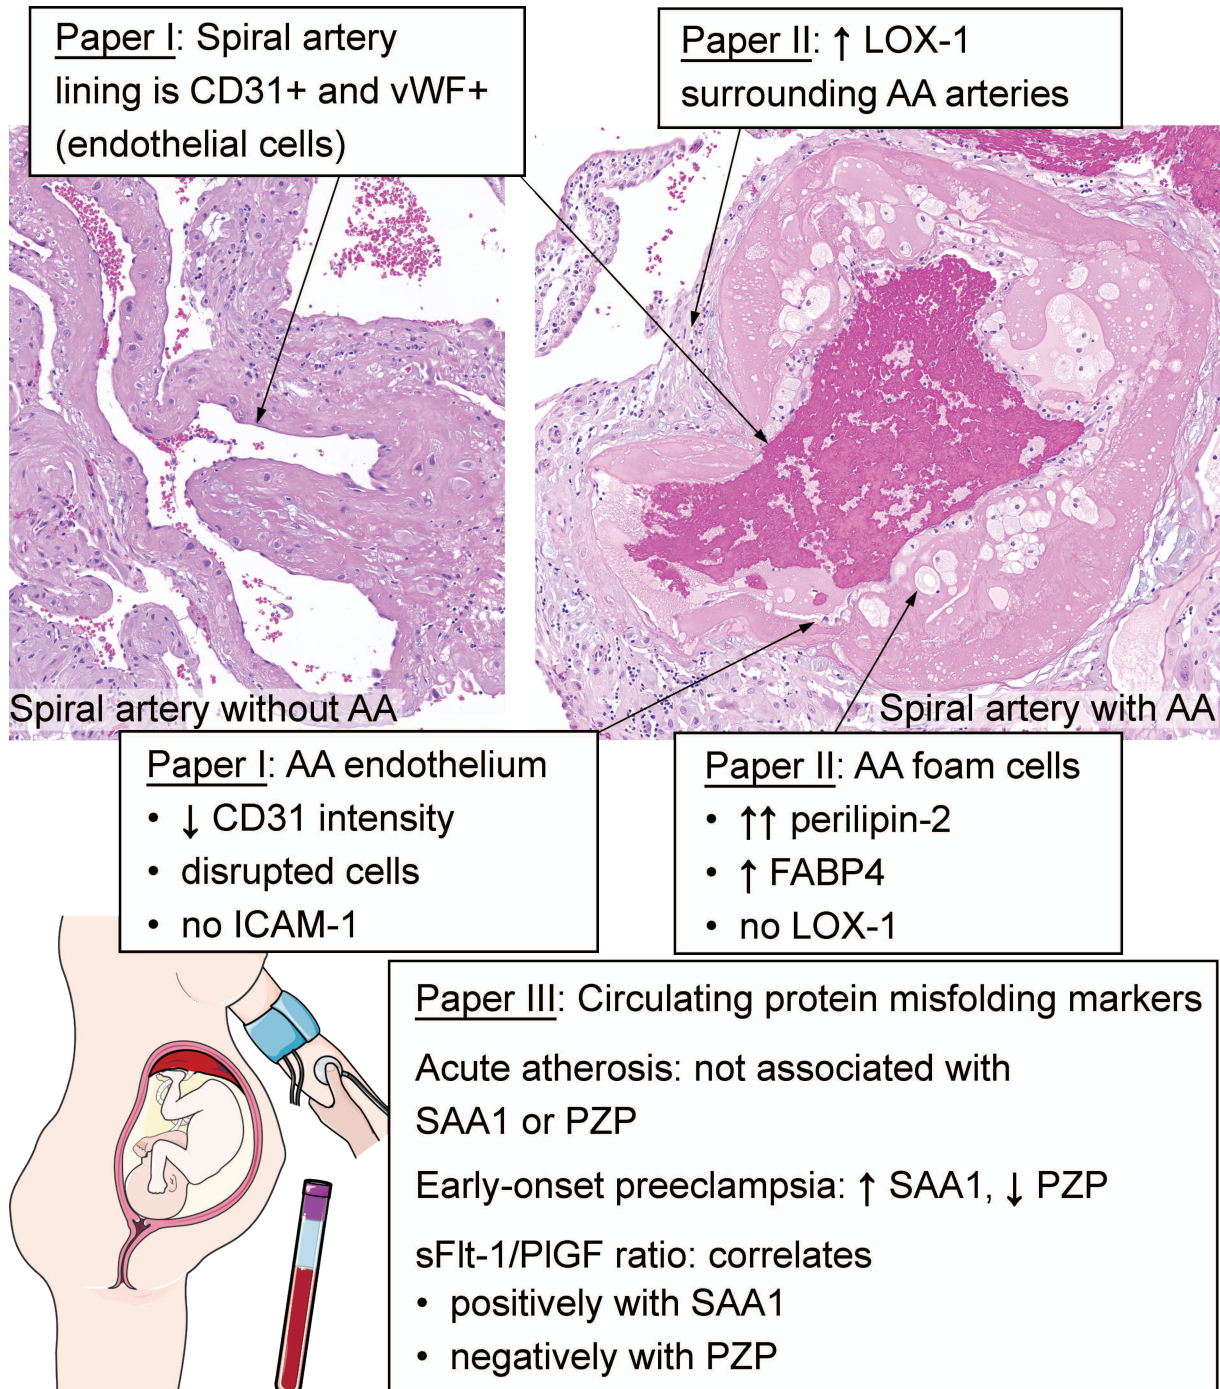 Paper I: Spiral artery
lining is CD31+ and vWF+
(endothelial cells)
Paper II: ↑ LOX-1
surrounding AA arteries
Spiral artery without AA
Spiral artery with AA
Paper I: AA endothelium
• ↓ CD31 intensity
• disrupted cells
• no ICAM-1
Paper II: AA foam cells
• ↑↑ perilipin-2
• ↑ FABP4
• no LOX-1
Paper III: Circulating protein misfolding markers
Acute atherosis: not associated with
SAA1 or PZP
Early-onset preeclampsia: ↑ SAA1, ↓ PZP
sFlt-1/PlGF ratio: correlates
• positively with SAA1
• negatively with PZP